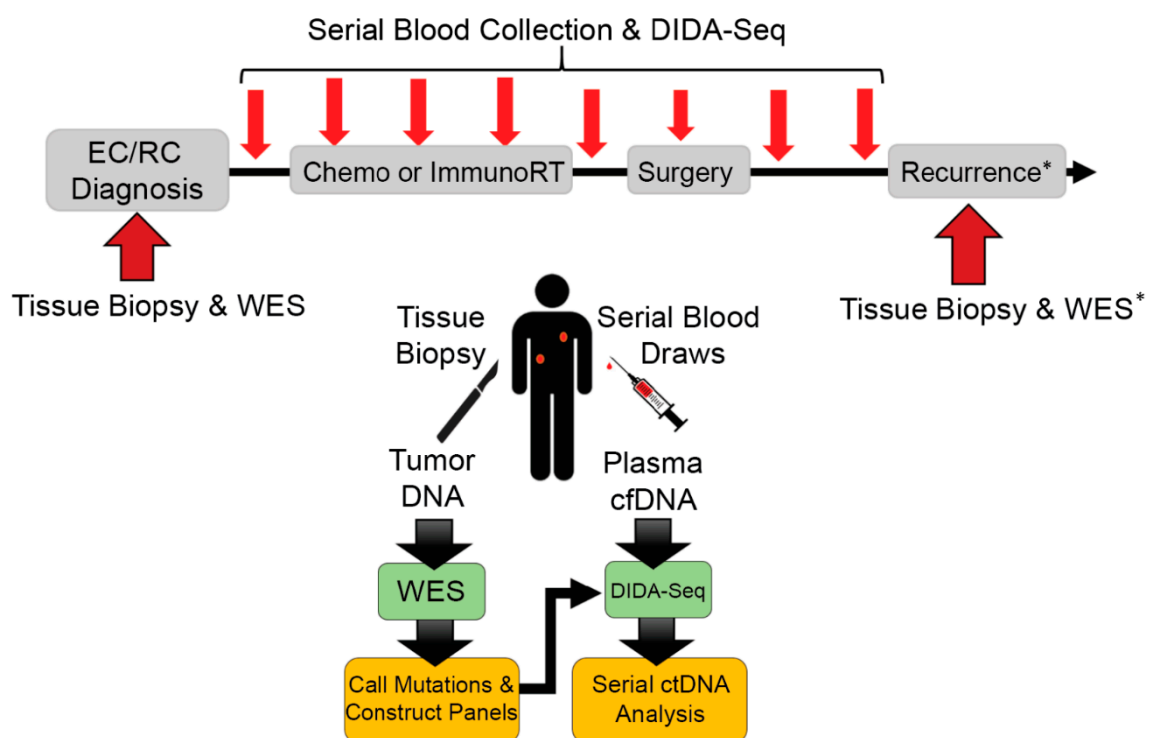 Serial Blood Collection & DIDA-Seq
EC/RC
Diagnosis
Chemo or ImmunoRT
Surgery
Recurrence*
Tissue Biopsy & WES
Tissue Biopsy & WES*
Tissue
Biopsy
Serial Blood
Draws
Tumor
DNA
Plasma
cfDNA
WES
DIDA-Seq
Call Mutations &
Construct Panels
Serial ctDNA
Analysis